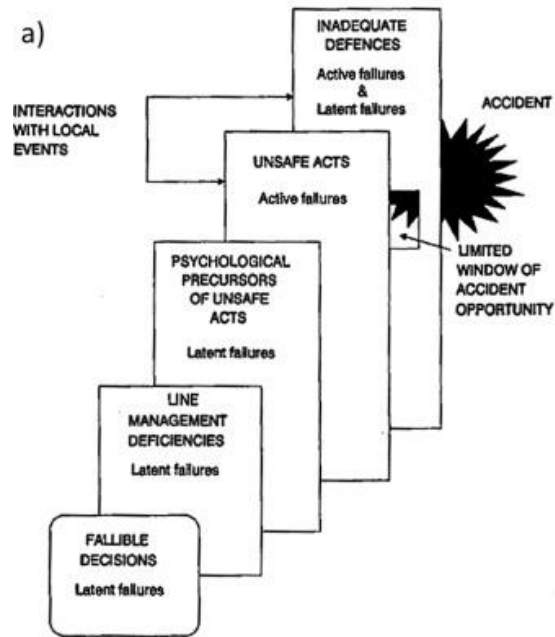 a)
INADEQUATE
DEFENCES
Active failures
&
Latent failures
ACCIDENT
INTERACTIONS
WITH LOCAL
EVENTS
UNSAFE ACTS
Active failures
LIMITED
WINDOW OF
ACCIDENT
OPPORTUNITY
PSYCHOLOGICAL
PRECURSORS
OF UNSAFE
ACTS
Latent failures
LINE
MANAGEMENT
DEFICIENCIES
Latent failures
FALLIBLE
DECISIONS
Latent failures